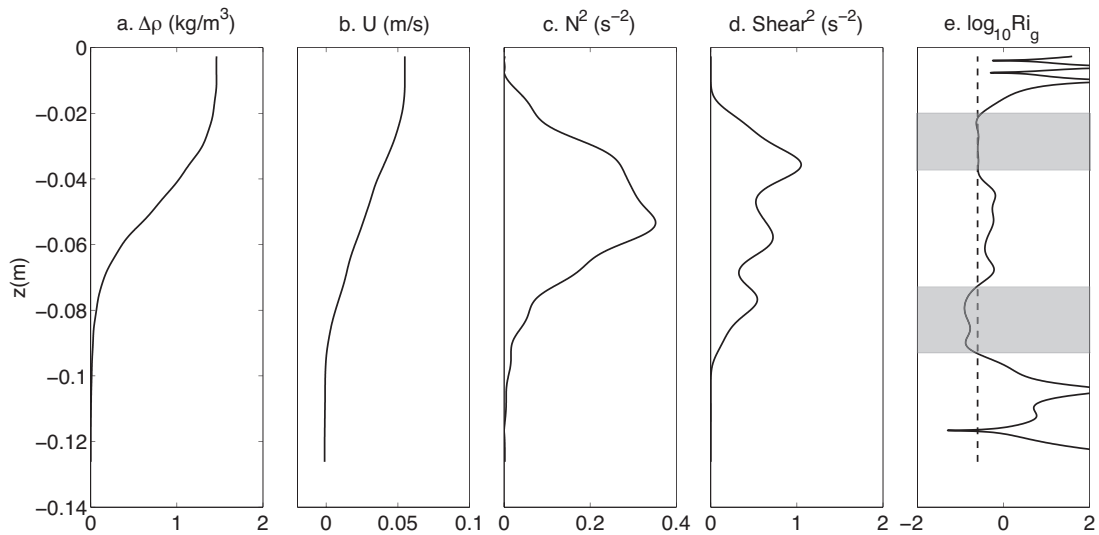 a. Δρ (kg/m³)
b. U (m/s)
c. N² (s⁻²)
d. Shear² (s⁻²)
e. log₁₀Ri_g
z(m)
0
−0.02
−0.04
−0.06
−0.08
−0.1
−0.12
−0.14
0 1 2
0 0.05 0.1
0 0.2 0.4
0 1 2
−2 0 2